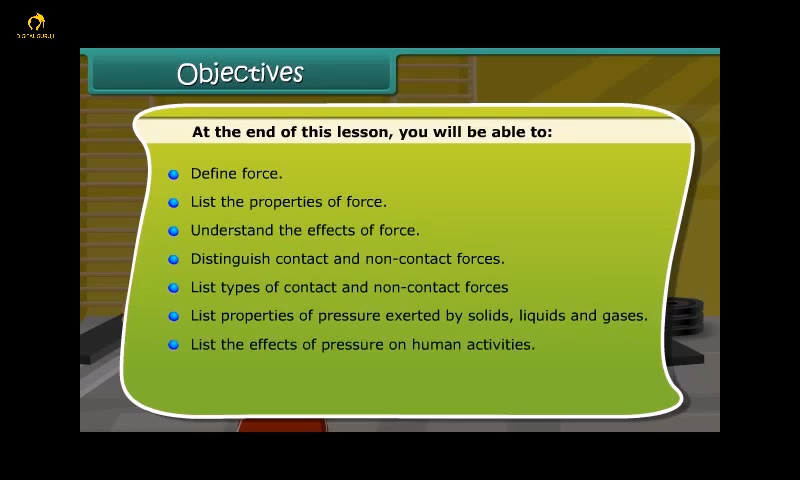 DIGITAL GURUJI
Objectives
At the end of this lesson, you will be able to:
Define force.
List the properties of force.
Understand the effects of force.
Distinguish contact and non-contact forces.
List types of contact and non-contact forces
List properties of pressure exerted by solids, liquids and gases.
List the effects of pressure on human activities.